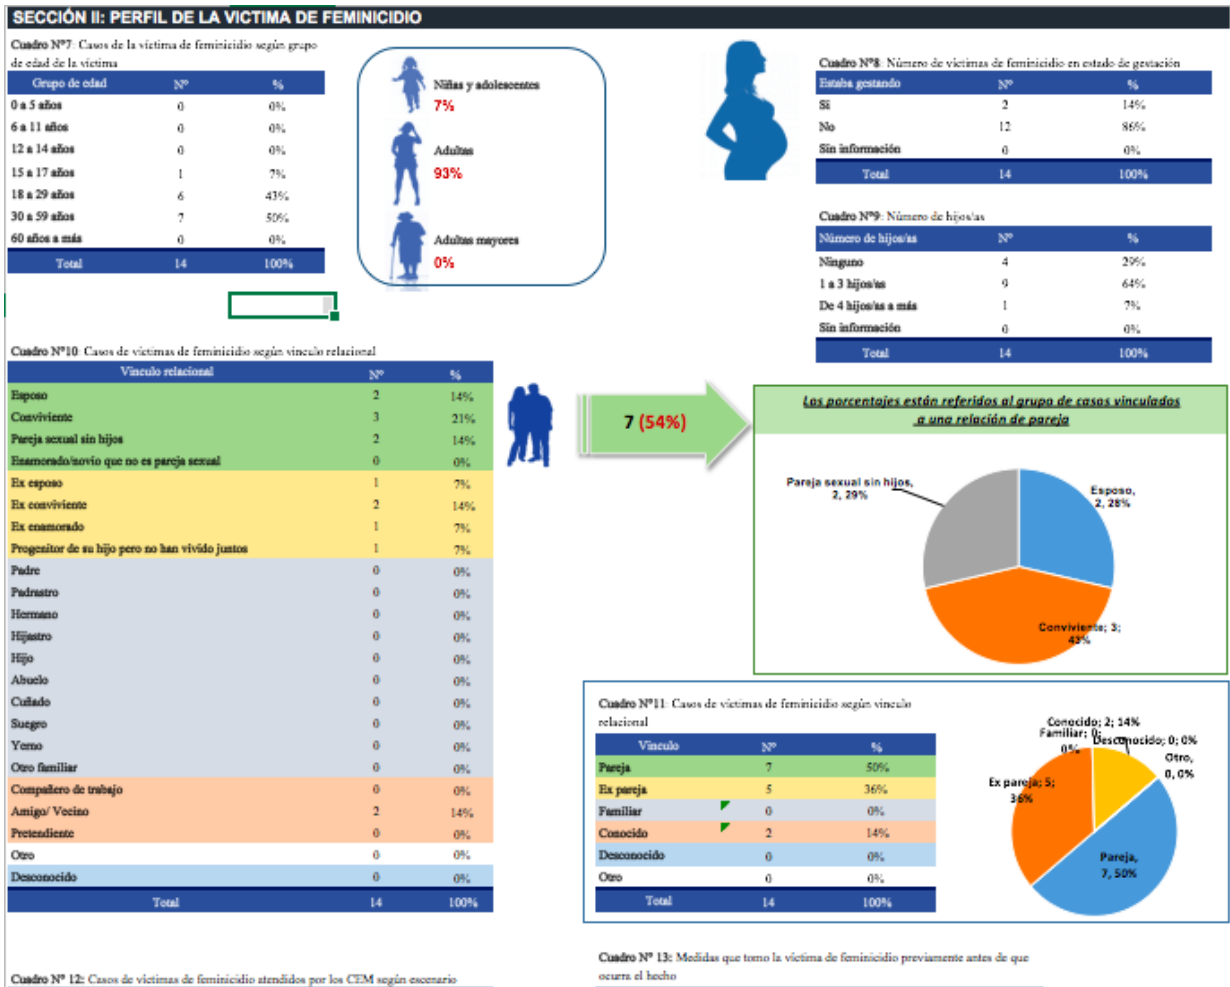 SECCIÓN II: PERFIL DE LA VICTIMA DE FEMINICIDIO
Cuadro N°7: Casos de la víctima de feminicidio según grupo
de edad de la víctima
Grupo de edad N° %
0 a 5 años 0 0%
6 a 11 años 0 0%
12 a 14 años 0 0%
15 a 17 años 1 7%
18 a 29 años 6 43%
30 a 59 años 7 50%
60 años a más 0 0%
Total 14 100%
Niñas y adolescentes
7%
Adultas
93%
Adultas mayores
0%
Cuadro N°8: Número de víctimas de feminicidio en estado de gestación
Estaba gestando N° %
Sí 2 14%
No 12 86%
Sin información 0 0%
Total 14 100%
Cuadro N°9: Número de hijos/as
Número de hijos/as N° %
Ninguno 4 29%
1 a 3 hijos/as 9 64%
De 4 hijos/as a más 1 7%
Sin información 0 0%
Total 14 100%
Cuadro N°10: Casos de víctimas de feminicidio según vinculo relacional
Vinculo relacional N° %
Esposo 2 14%
Conviviente 3 21%
Pareja sexual sin hijos 2 14%
Enamorado/novio que no es pareja sexual 0 0%
Ex esposo 1 7%
Ex conviviente 2 14%
Ex enamorado 1 7%
Progenitor de su hijo pero no han vivido juntos 1 7%
Padre 0 0%
Padrastro 0 0%
Hermano 0 0%
Hijastro 0 0%
Hijo 0 0%
Abuelo 0 0%
Cuñado 0 0%
Suegro 0 0%
Yerno 0 0%
Otro familiar 0 0%
Compañero de trabajo 0 0%
Amigo/ Vecino 2 14%
Pretendiente 0 0%
Otro 0 0%
Desconocido 0 0%
Total 14 100%
7 (54%)
Los porcentajes están referidos al grupo de casos vinculados
a una relación de pareja
Pareja sexual sin hijos,
2, 29%
Esposo,
2, 28%
Conviviente; 3;
43%
Cuadro N°11: Casos de víctimas de feminicidio según vinculo
relacional
Vinculo N° %
Pareja 7 50%
Ex pareja 5 36%
Familiar 0 0%
Conocido 2 14%
Desconocido 0 0%
Otro 0 0%
Total 14 100%
Conocido; 2; 14%
Familiar; 0;
0%
Desconocido; 0; 0%
Otro,
0, 0%
Ex pareja; 5;
36%
Pareja,
7, 50%
Cuadro N° 12: Casos de víctimas de feminicidio atendidos por los CEM según escenario
Cuadro N° 13: Medidas que tomo la víctima de feminicidio previamente antes de que
ocurra el hecho